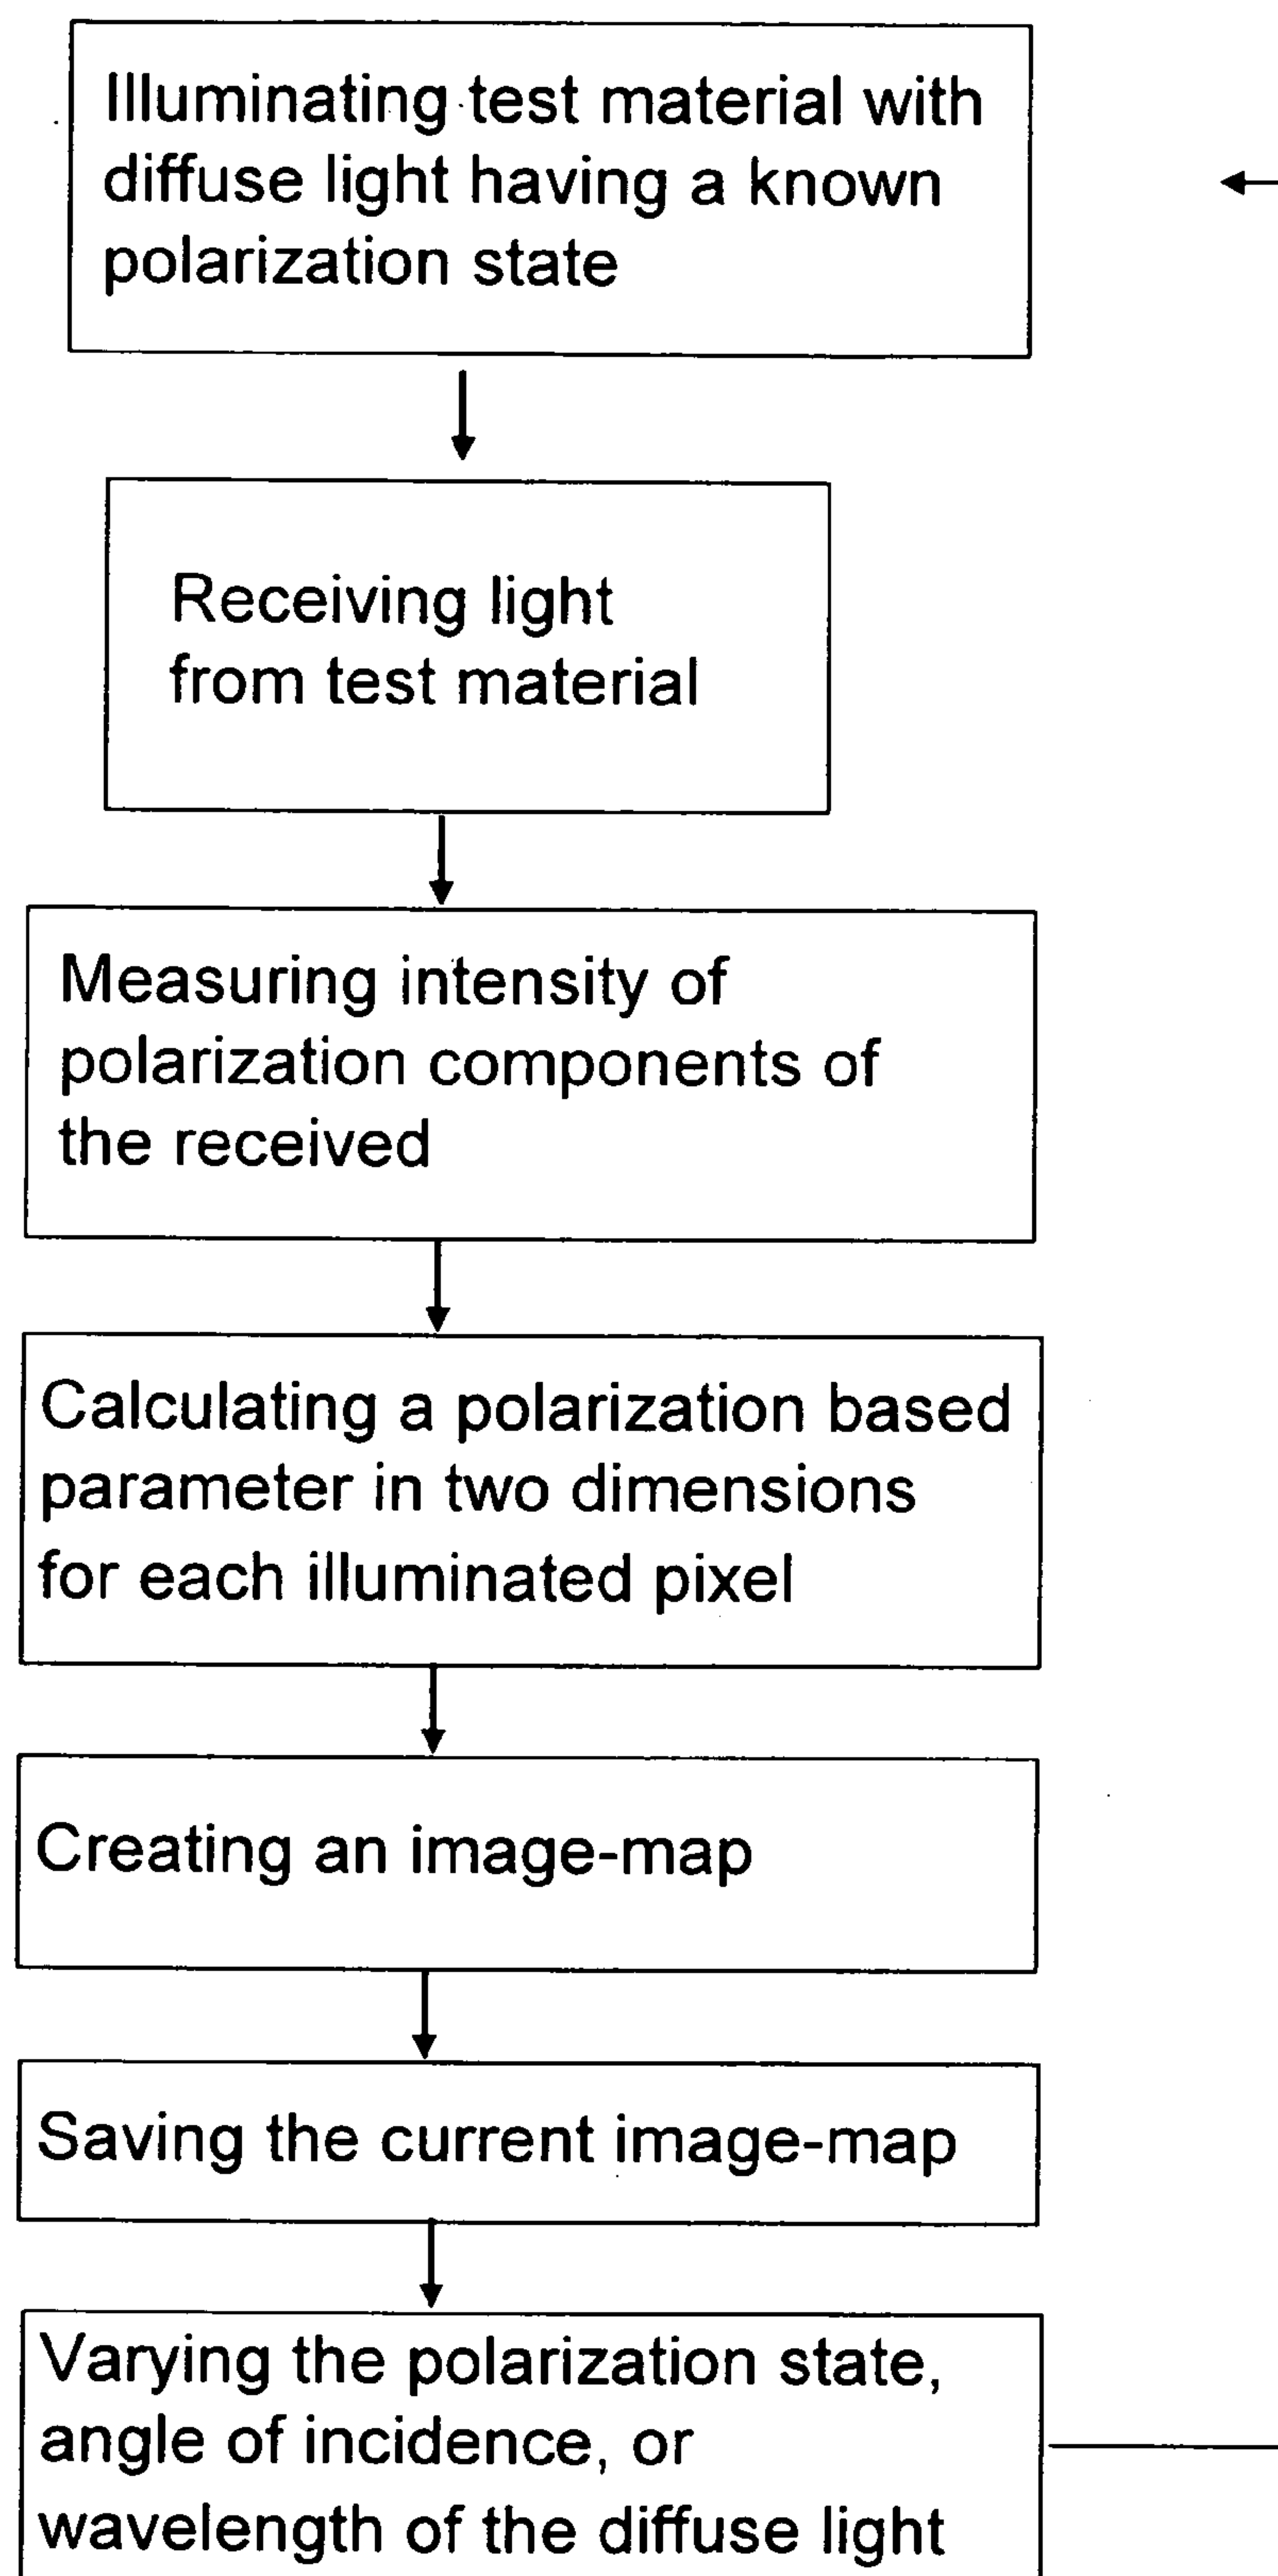 Illuminating test material with
diffuse light having a known
polarization state
Receiving light
from test material
Measuring intensity of
polarization components of
the received
Calculating a polarization based
parameter in two dimensions
for each illuminated pixel
Creating an image-map
Saving the current image-map
Varying the polarization state,
angle of incidence, or
wavelength of the diffuse light